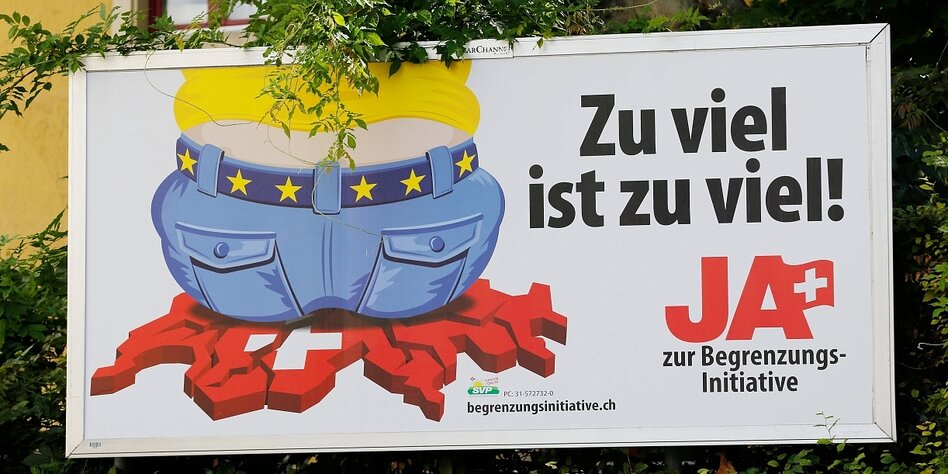 Zu viel
ist zu viel!
JA
zur Begrenzungs-
Initiative
SVP
PC: 31-572732-0
begrenzungsinitiative.ch